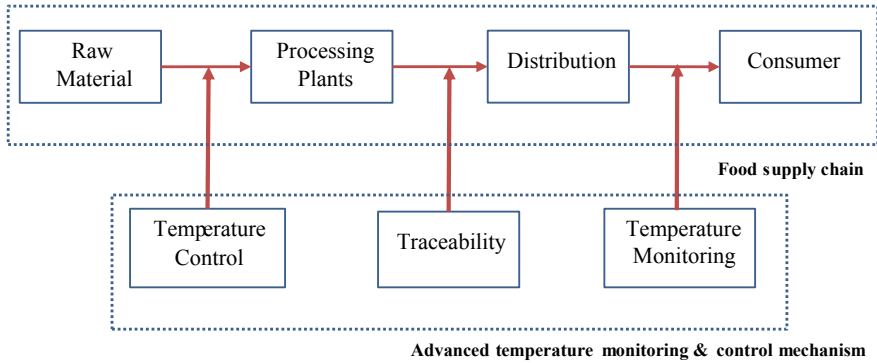 Raw
Material
Processing
Plants
Distribution
Consumer
Food supply chain
Temperature
Control
Traceability
Temperature
Monitoring
Advanced temperature monitoring & control mechanism